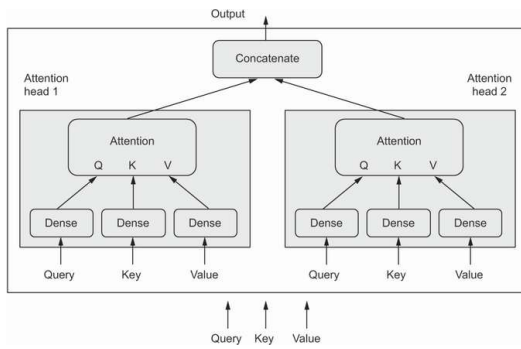 Output
Concatenate
Attention
head 1
Attention
head 2
Attention
Q K V
Attention
Q K V
Dense Dense Dense
Dense Dense Dense
Query Key Value
Query Key Value
Query Key Value